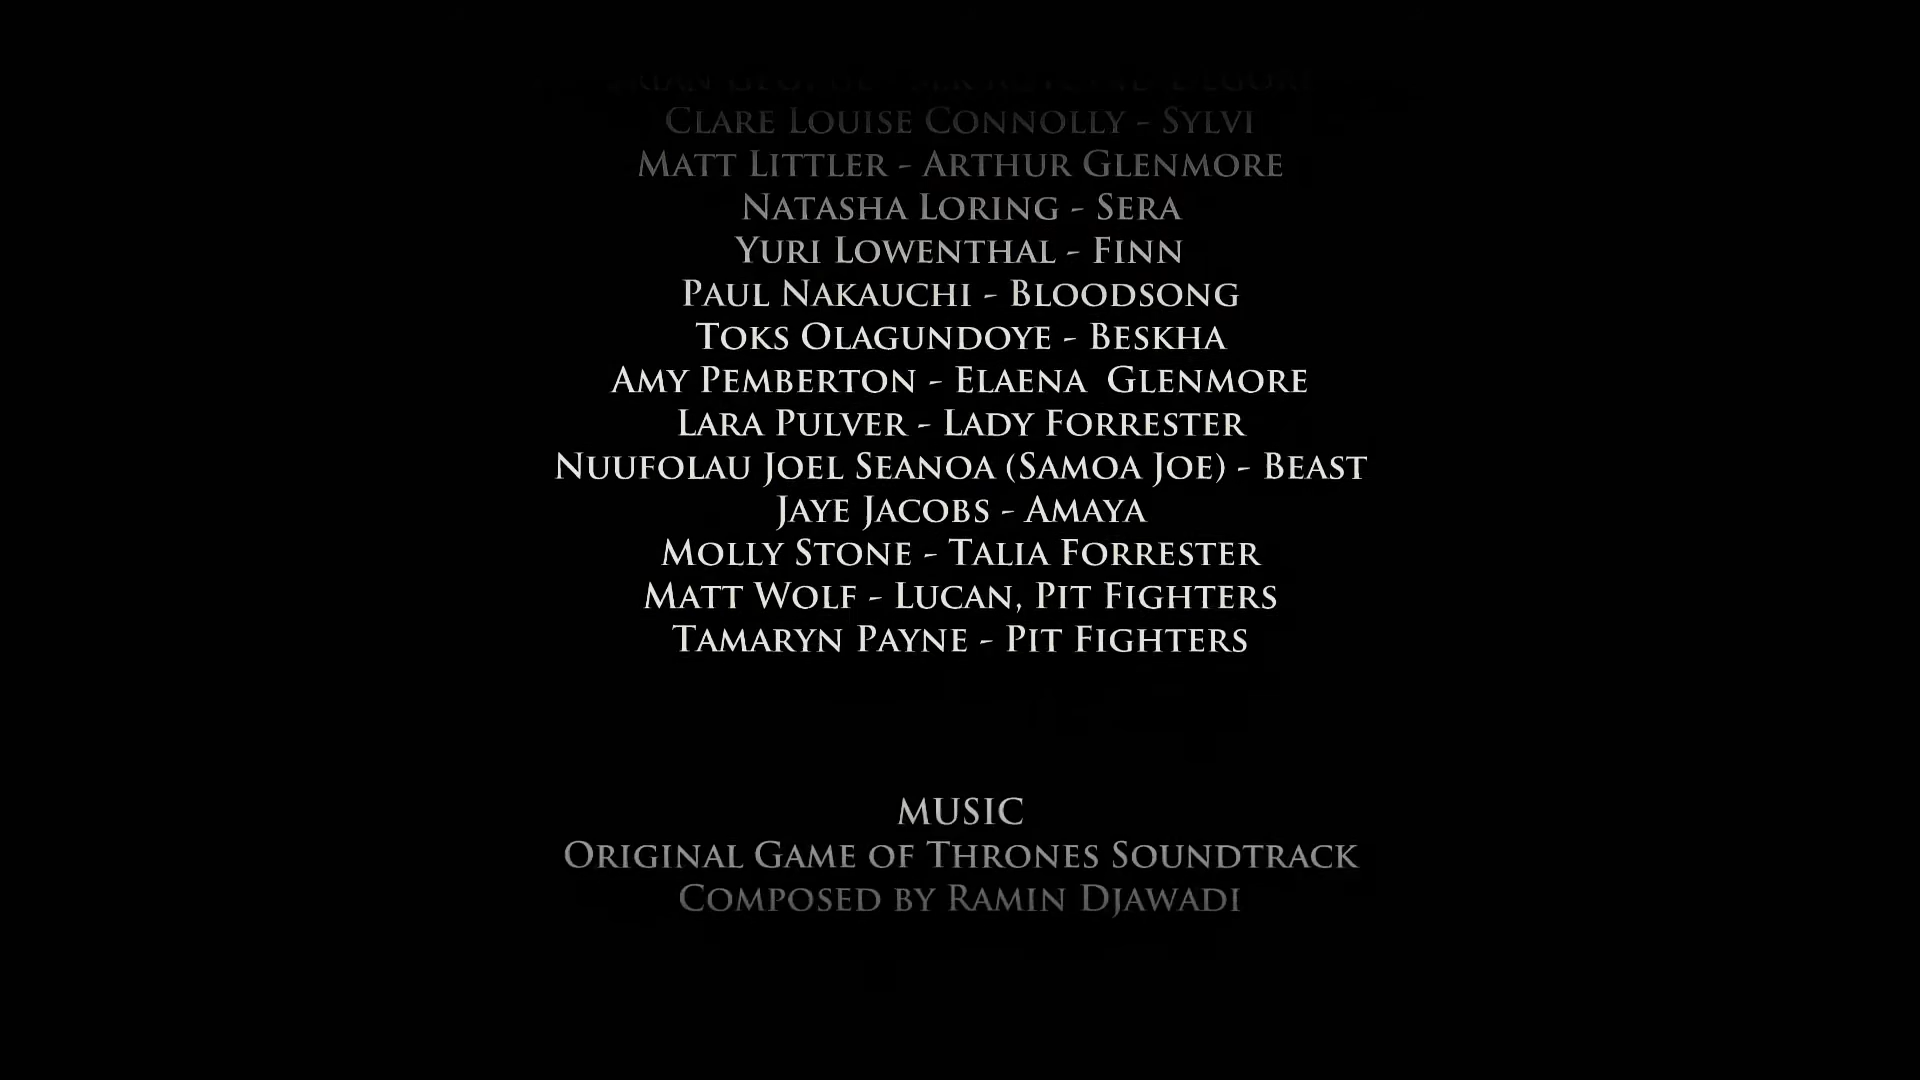 Clare Louise Connolly - Sylvi
Matt Littler - Arthur Glenmore
Natasha Loring - Sera
Yuri Lowenthal - Finn
Paul Nakauchi - Bloodsong
Toks Olagundoye - Beskha
Amy Pemberton - Elaena  Glenmore
Lara Pulver - Lady Forrester
Nuufolau Joel Seanoa (Samoa Joe) - Beast
Jaye Jacobs - Amaya
Molly Stone - Talia Forrester
Matt Wolf - Lucan, Pit Fighters
Tamaryn Payne - Pit Fighters
MUSIC
Original Game of Thrones Soundtrack
Composed by Ramin Djawadi